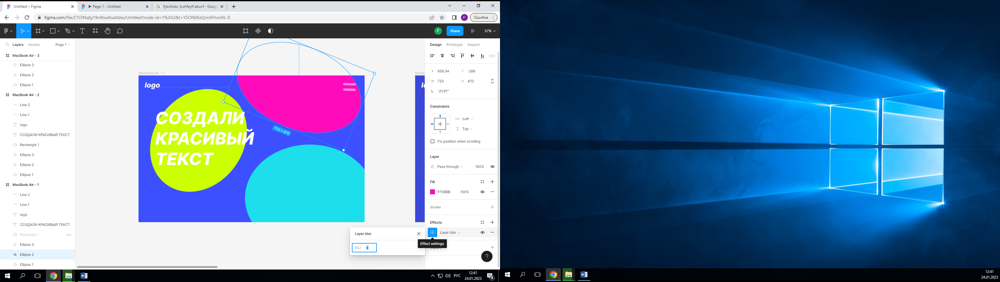 Untitled – Figma
▶ Page 1 - Untitled
fybvfwbz ,truhfeylf abuvf - Googl
figma.com/file/CYJ3Nqfg19nI8sw8uaXdsx/Untitled?node-id=1%3A2&t=Y5ON06sQrmXHvmRL-0
F
Ошибка
F
Share
57%
Layers
Assets
Page 1
MacBook Air - 3
Ellipse 3
Ellipse 2
Ellipse 1
MacBook Air - 2
Line 2
Line 1
logo
СОЗДАЛИ КРАСИВЫЙ ТЕКСТ
Rectangle 1
Ellipse 3
Ellipse 2
Ellipse 1
MacBook Air - 1
Line 2
Line 1
logo
СОЗДАЛИ КРАСИВЫЙ ТЕКСТ
Rectangle 1
Ellipse 3
Ellipse 2
Ellipse 1
MacBook Air - 1
logo
СОЗДАЛИ
КРАСИВЫЙ
ТЕКСТ
733 × 470
MacB
Design
Prototype
Inspect
X 656.34
Y -286
W 733
H 470
-21.91°
Constraints
Left
Top
Fix position when scrolling
Layer
Pass through
100%
Fill
FF0BBB
100%
Stroke
Effects
Layer blur
Effect settings
Export
Layer blur
Blur 4
?
РУС
12:41
24.01.2023
4
12:41
24.01.2023